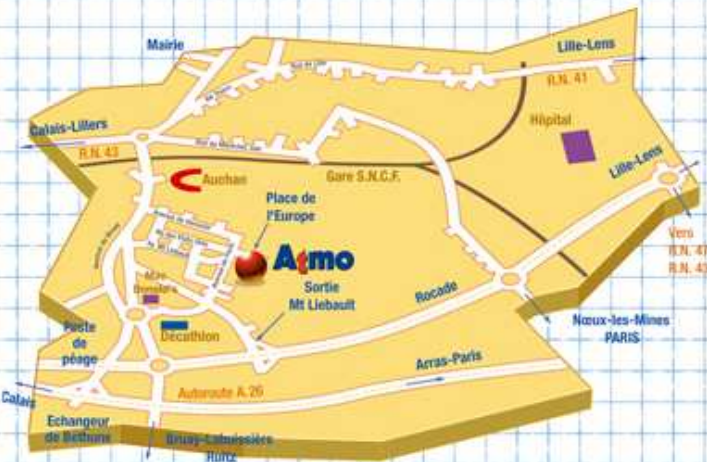 Mairie
Lille-Lens
R.N. 41
Calais-Lillers
R.N. 43
Hôpital
Auchan
Gare S.N.C.F.
Lille-Lens
Place de
l'Europe
Atmo
Vers
R.N. 41
R.N. 43
Sortie
Mt Liebault
Rocade
Nœux-les-Mines
PARIS
Poste
de
péage
Décathlon
Arras-Paris
Calais
Autoroute A.26
Echangeur
de Béthune
Bruay-Labuissière
Ruitz